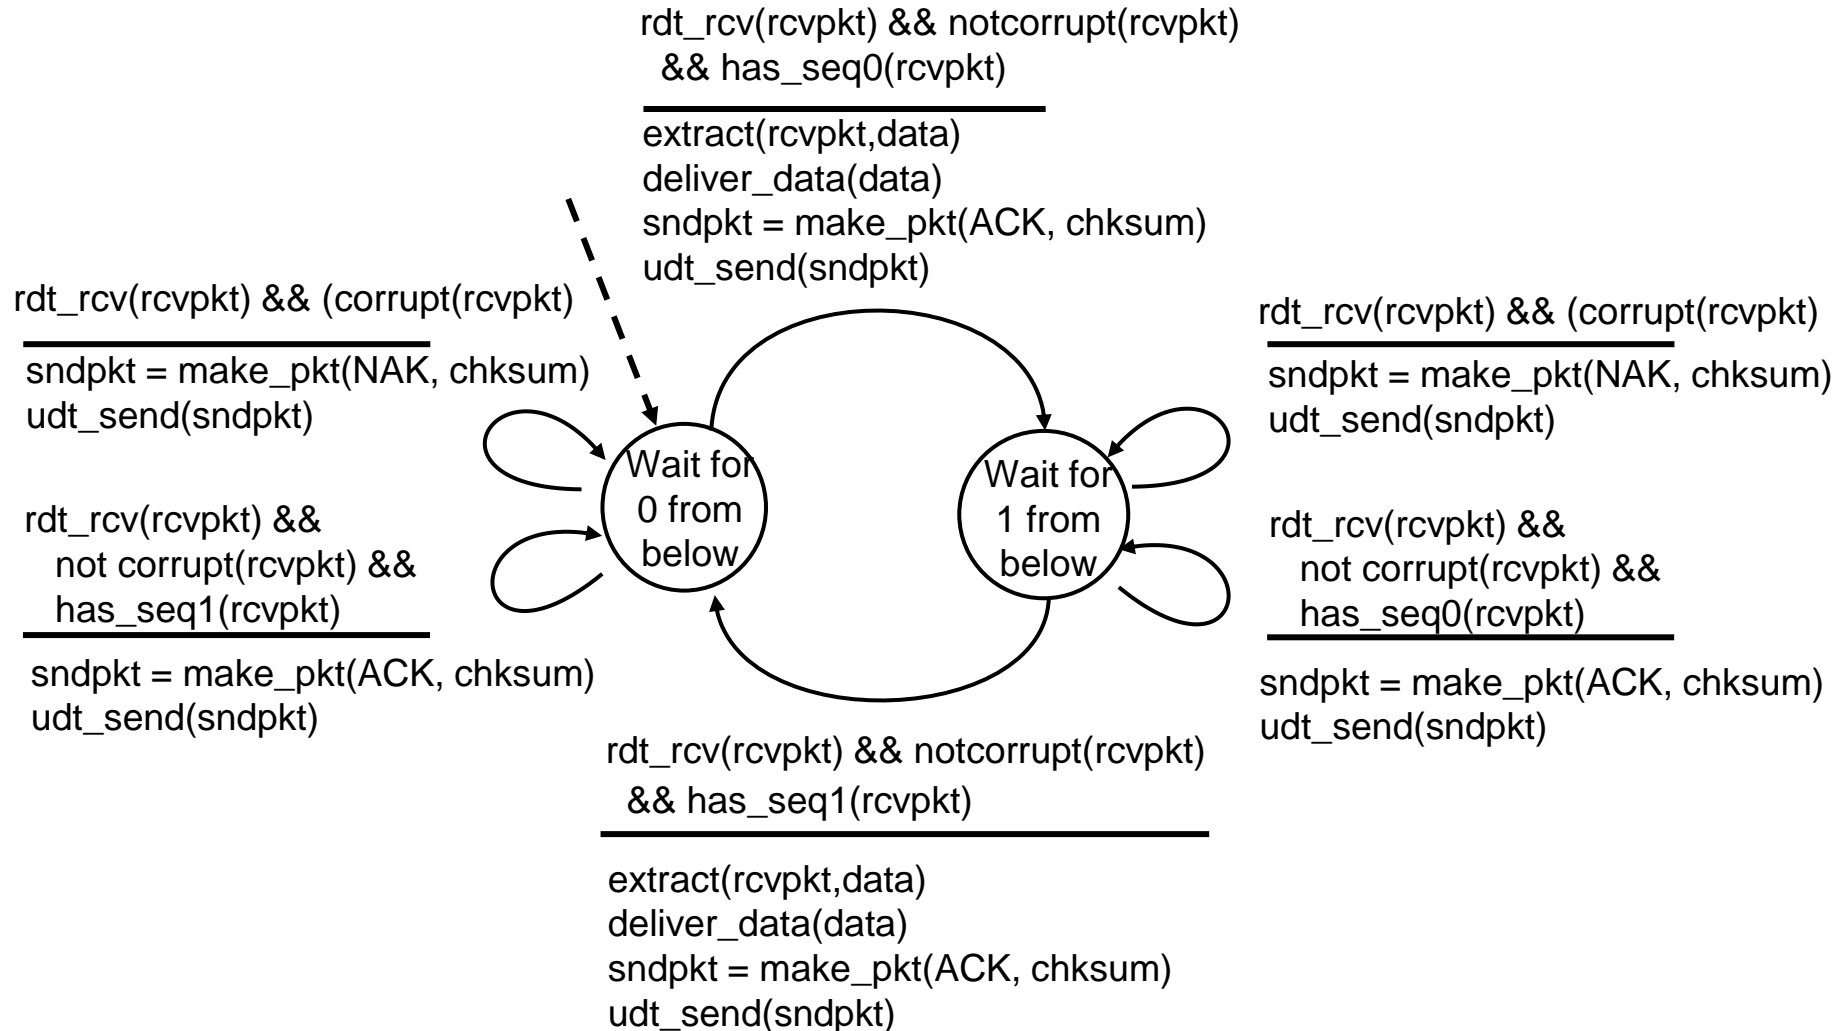 rdt_rcv(rcvpkt) && notcorrupt(rcvpkt)
&& has_seq0(rcvpkt)
extract(rcvpkt,data)
deliver_data(data)
sndpkt = make_pkt(ACK, chksum)
udt_send(sndpkt)
rdt_rcv(rcvpkt) && (corrupt(rcvpkt)
sndpkt = make_pkt(NAK, chksum)
udt_send(sndpkt)
rdt_rcv(rcvpkt) &&
not corrupt(rcvpkt) &&
has_seq1(rcvpkt)
sndpkt = make_pkt(ACK, chksum)
udt_send(sndpkt)
Wait for
0 from
below
Wait for
1 from
below
rdt_rcv(rcvpkt) && (corrupt(rcvpkt)
sndpkt = make_pkt(NAK, chksum)
udt_send(sndpkt)
rdt_rcv(rcvpkt) &&
not corrupt(rcvpkt) &&
has_seq0(rcvpkt)
sndpkt = make_pkt(ACK, chksum)
udt_send(sndpkt)
rdt_rcv(rcvpkt) && notcorrupt(rcvpkt)
&& has_seq1(rcvpkt)
extract(rcvpkt,data)
deliver_data(data)
sndpkt = make_pkt(ACK, chksum)
udt_send(sndpkt)